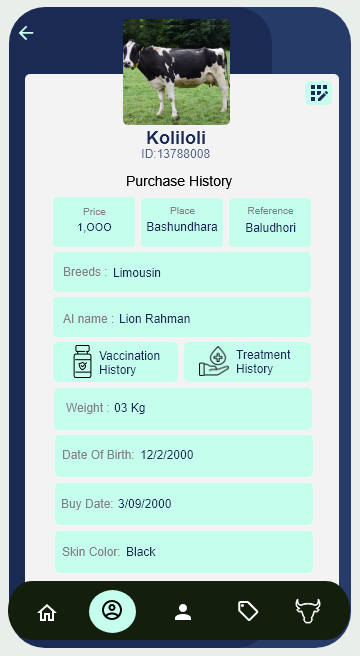 Koliloli
ID:13788008
Purchase History
Price
1,OOO
Place
Bashundhara
Reference
Baludhori
Breeds : Limousin
AI name : Lion Rahman
Vaccination
History
Treatment
History
Weight : 03 Kg
Date Of Birth: 12/2/2000
Buy Date: 3/09/2000
Skin Color: Black